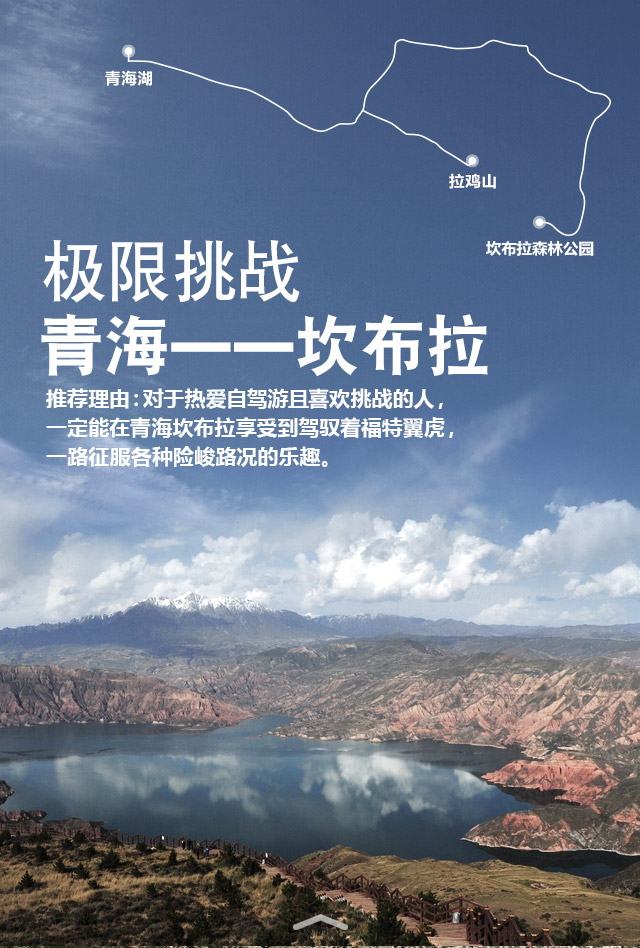 青海湖
拉鸡山
坎布拉森林公园
极限挑战
青海一一坎布拉
推荐理由：对于热爱自驾游且喜欢挑战的人，
一定能在青海坎布拉享受到驾驭着福特翼虎，
一路征服各种险峻路况的乐趣。